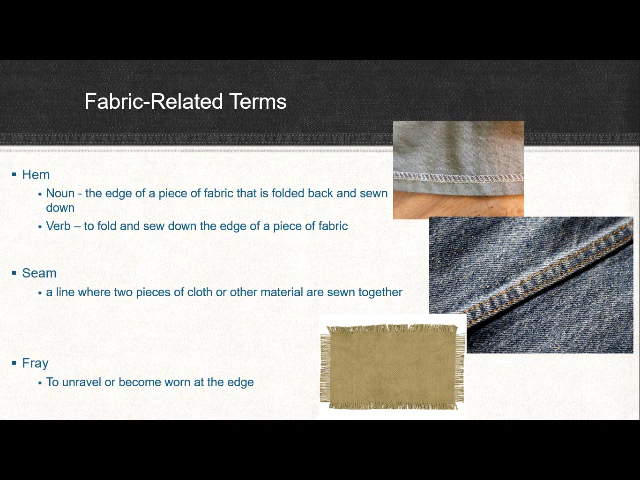 Fabric-Related Terms
Hem
Noun - the edge of a piece of fabric that is folded back and sewn
down
Verb – to fold and sew down the edge of a piece of fabric
Seam
a line where two pieces of cloth or other material are sewn together
Fray
To unravel or become worn at the edge